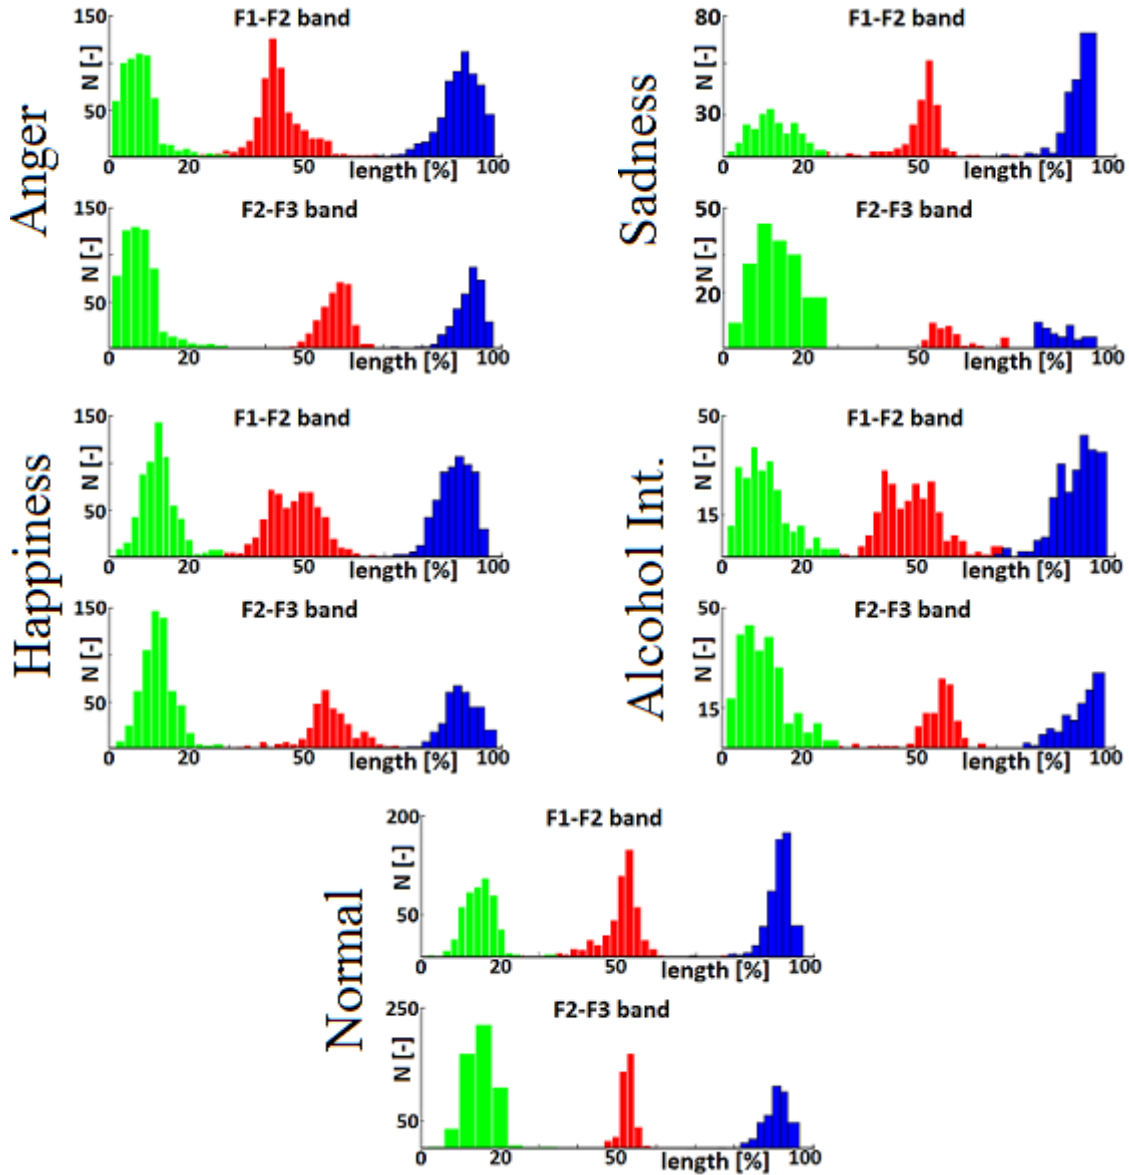 Anger
F1-F2 band
150
N [-]
50
0 20 50 length [%] 100
F2-F3 band
150
N [-]
50
0 20 50 length [%] 100
Sadness
F1-F2 band
80
N [-]
30
0 20 50 length [%] 100
F2-F3 band
50
N [-]
20
0 20 50 length [%] 100
Happiness
F1-F2 band
150
N [-]
50
0 20 50 length [%] 100
F2-F3 band
150
N [-]
50
0 20 50 length [%] 100
Alcohol Int.
F1-F2 band
50
N [-]
15
0 20 50 length [%] 100
F2-F3 band
50
N [-]
15
0 20 50 length [%] 100
Normal
F1-F2 band
200
N [-]
50
0 20 50 length [%] 100
F2-F3 band
250
N [-]
50
0 20 50 length [%] 100